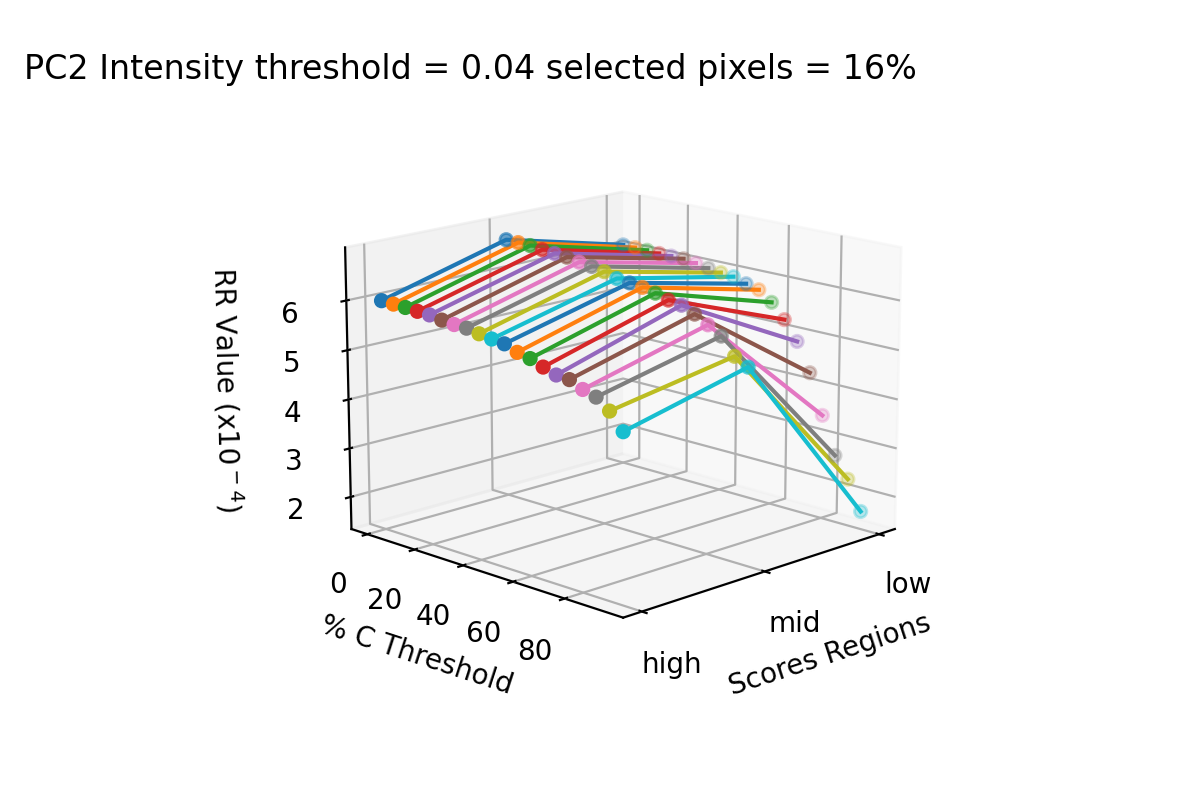 PC2 Intensity threshold = 0.04 selected pixels = 16%
RR Value (x10⁻⁴)
6
5
4
3
2
0
20
40
60
80
% C Threshold
high
mid
low
Scores Regions